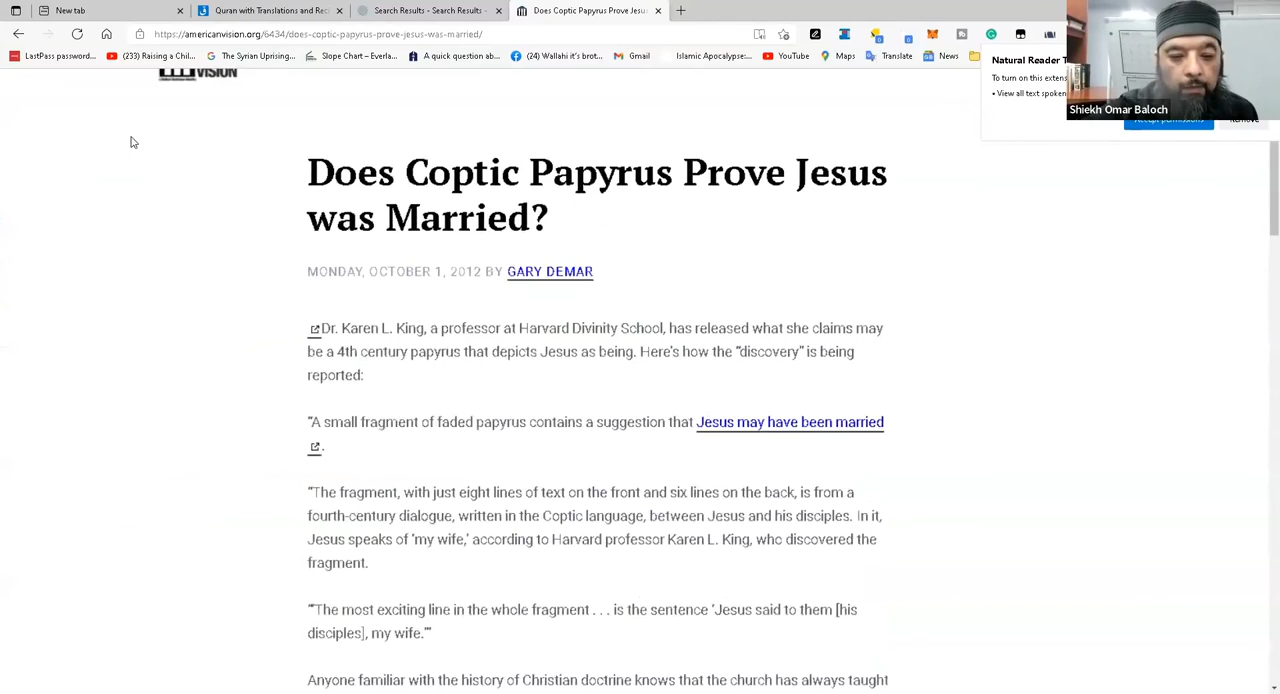 New tab
Quran with Translations and Rec
Search Results - Search Results -
Does Coptic Papyrus Prove Jesu
https://americanvision.org/6434/does-coptic-papyrus-prove-jesus-was-married/
LastPass password...
(233) Raising a Chil...
The Syrian Uprising...
Slope Chart – Everla...
A quick question ab...
(24) Wallahi it's brot...
Gmail
Islamic Apocalypse:...
YouTube
Maps
Translate
News
Natural Reader T
To turn on this exten
• View all text spoken
Accept permissions
Remove
Shiekh Omar Baloch
VISION
Does Coptic Papyrus Prove Jesus
was Married?
MONDAY, OCTOBER 1, 2012 BY GARY DEMAR
Dr. Karen L. King, a professor at Harvard Divinity School, has released what she claims may
be a 4th century papyrus that depicts Jesus as being. Here's how the "discovery" is being
reported:
"A small fragment of faded papyrus contains a suggestion that Jesus may have been married
.
"The fragment, with just eight lines of text on the front and six lines on the back, is from a
fourth-century dialogue, written in the Coptic language, between Jesus and his disciples. In it,
Jesus speaks of 'my wife,' according to Harvard professor Karen L. King, who discovered the
fragment.
"'The most exciting line in the whole fragment . . . is the sentence 'Jesus said to them [his
disciples], my wife.'"
Anyone familiar with the history of Christian doctrine knows that the church has always taught